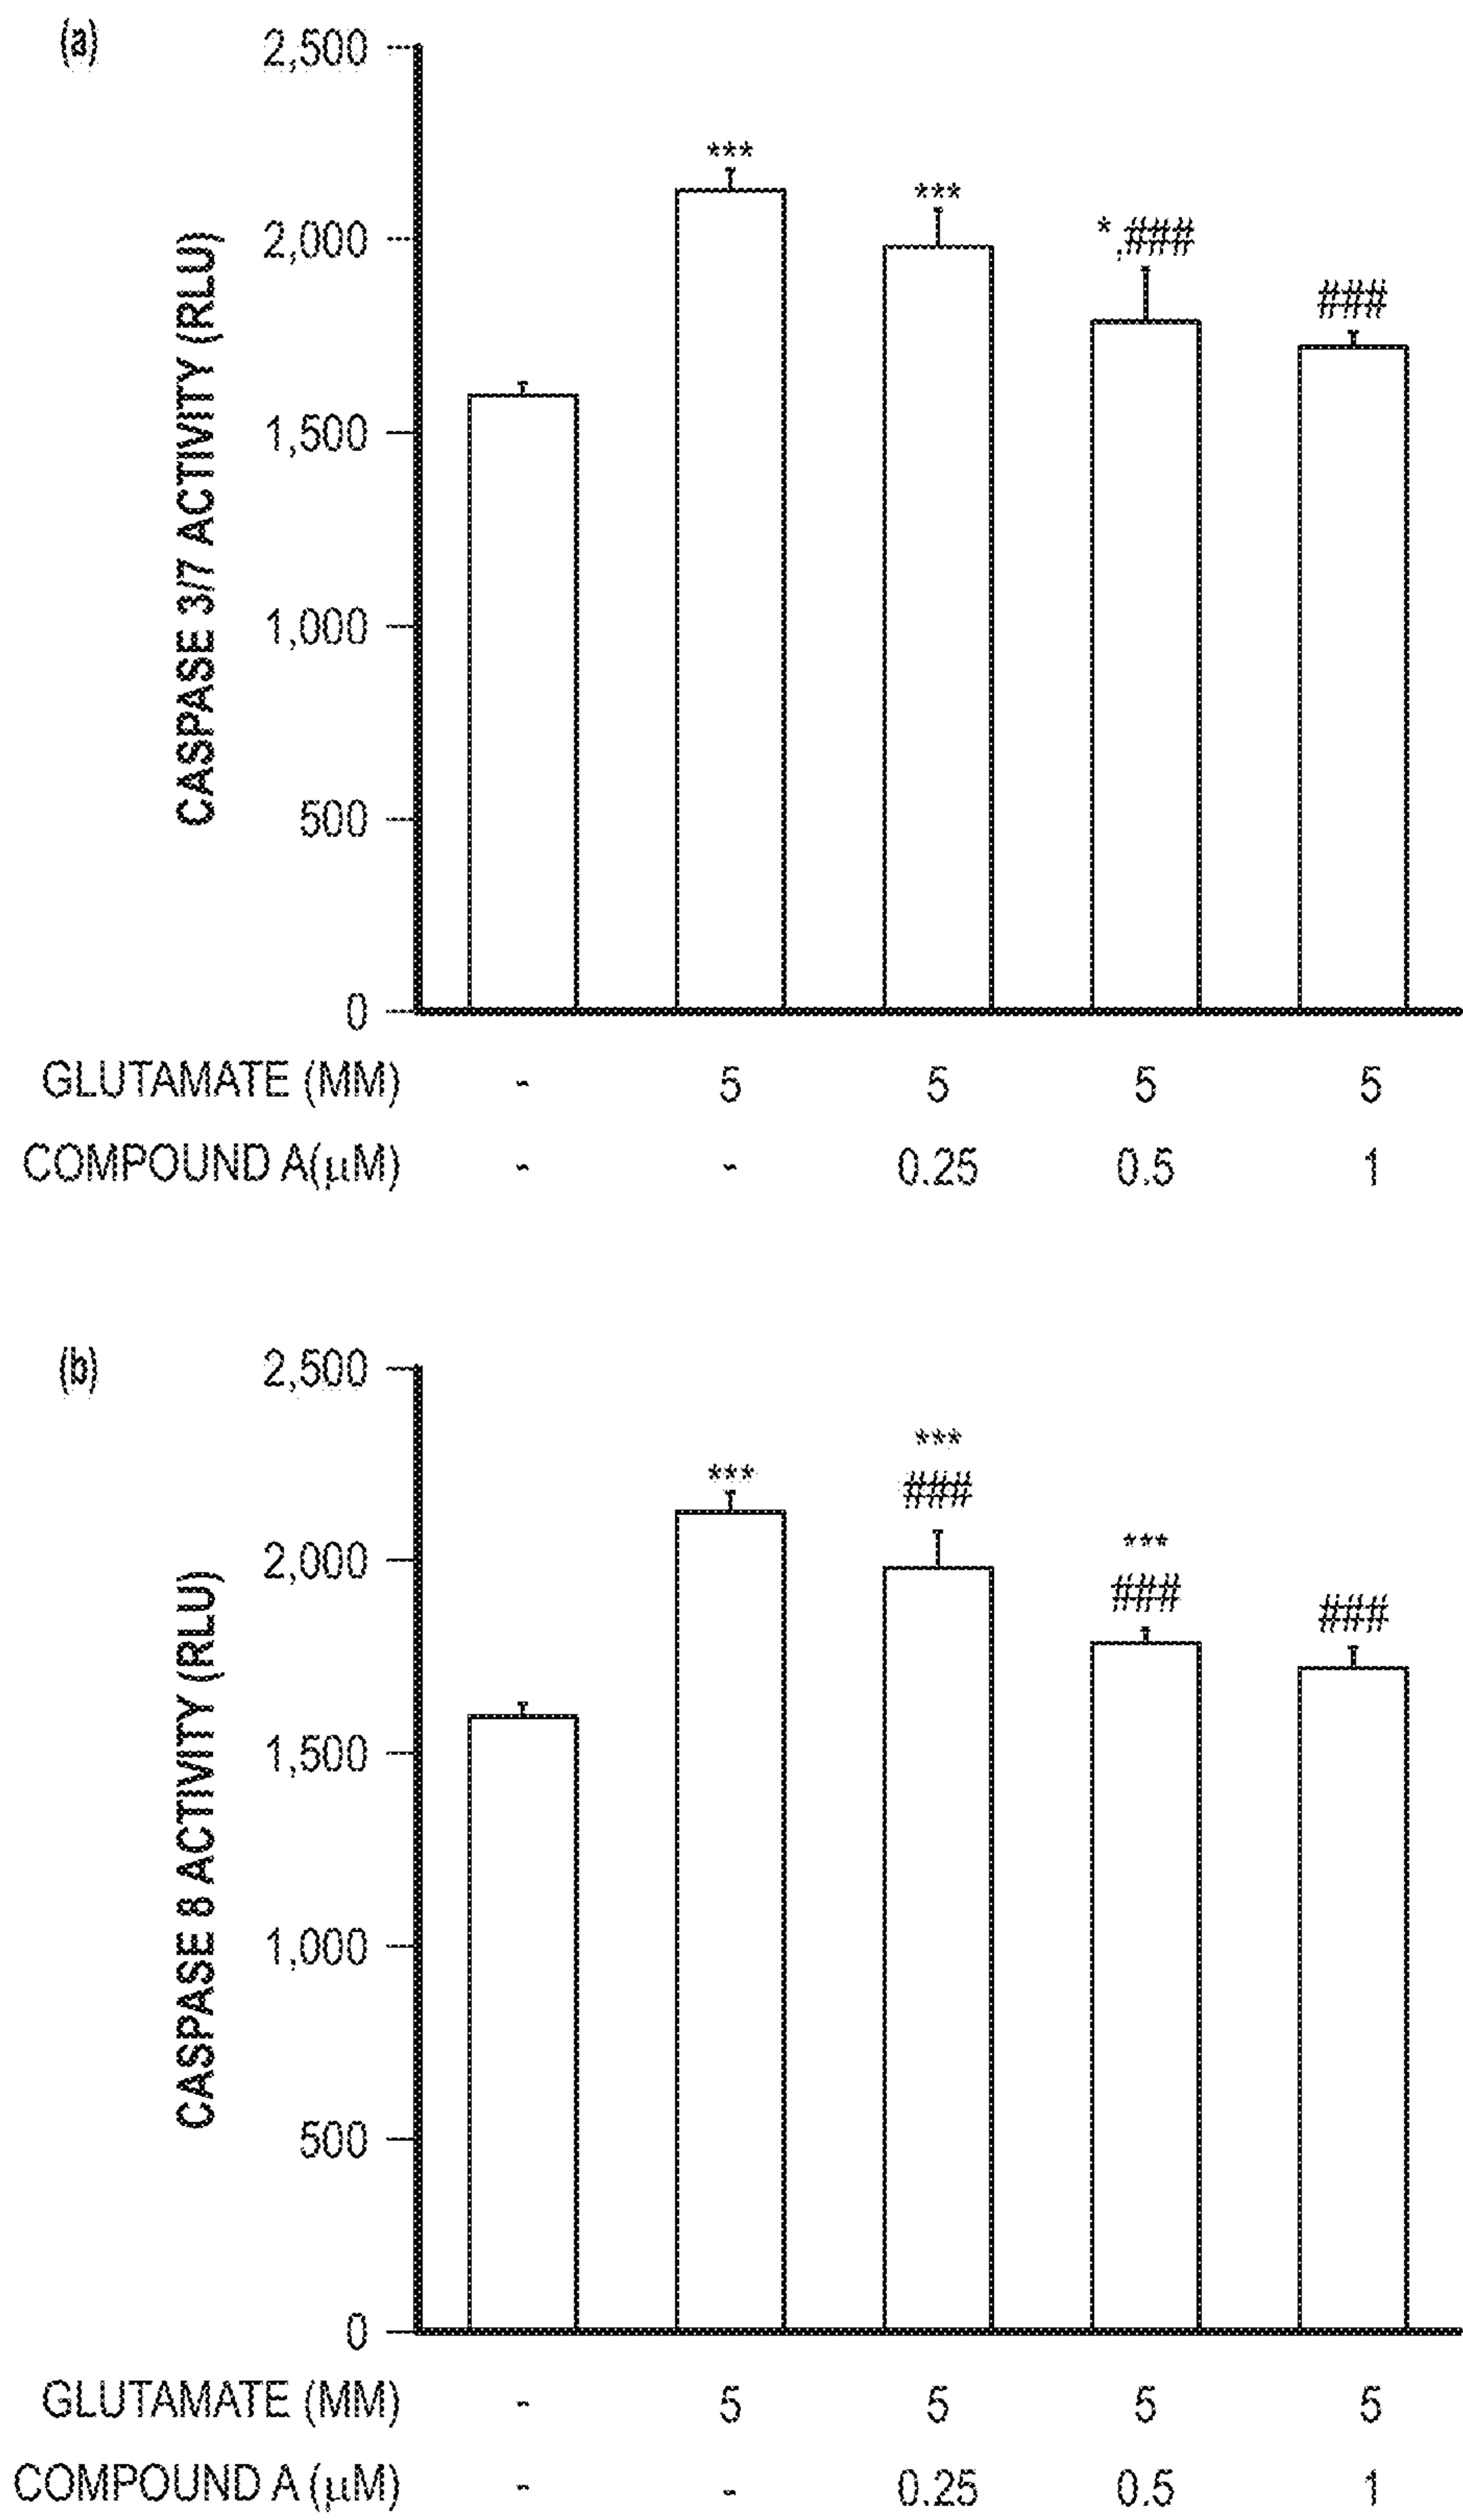 (a)
2,500
***
***
2,000
*,###
###
1,500
1,000
500
0
CASPASE 3/7 ACTIVITY (RLU)
GLUTAMATE (MM) - 5 5 5 5
COMPOUND A(µM) - - 0.25 0.5 1
(b)
2,500
***
***
###
2,000
***
###
###
1,500
1,000
500
0
CASPASE 8 ACTIVITY (RLU)
GLUTAMATE (MM) - 5 5 5 5
COMPOUND A (µM) - - 0.25 0.5 1